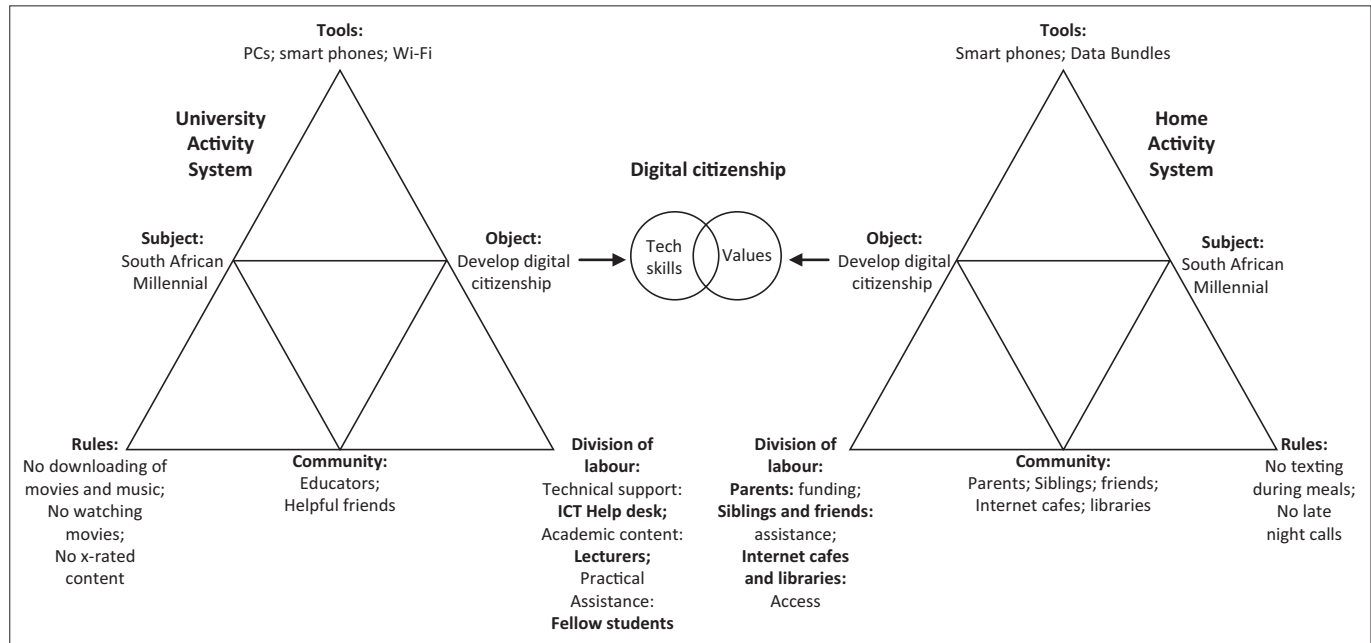 Tools:
PCs; smart phones; Wi-Fi
University
Activity
System
Subject:
South African
Millennial
Object:
Develop digital
citizenship
Rules:
No downloading of
movies and music;
No watching
movies;
No x-rated
content
Community:
Educators;
Helpful friends
Division of
labour:
Technical support:
ICT Help desk;
Academic content:
Lecturers;
Practical
Assistance:
Fellow students
Digital citizenship
Tech
skills
Values
Tools:
Smart phones; Data Bundles
Home
Activity
System
Object:
Develop digital
citizenship
Subject:
South African
Millennial
Division of
labour:
Parents: funding;
Siblings and friends:
assistance;
Internet cafes
and libraries:
Access
Community:
Parents; Siblings; friends;
Internet cafes; libraries
Rules:
No texting
during meals;
No late
night calls